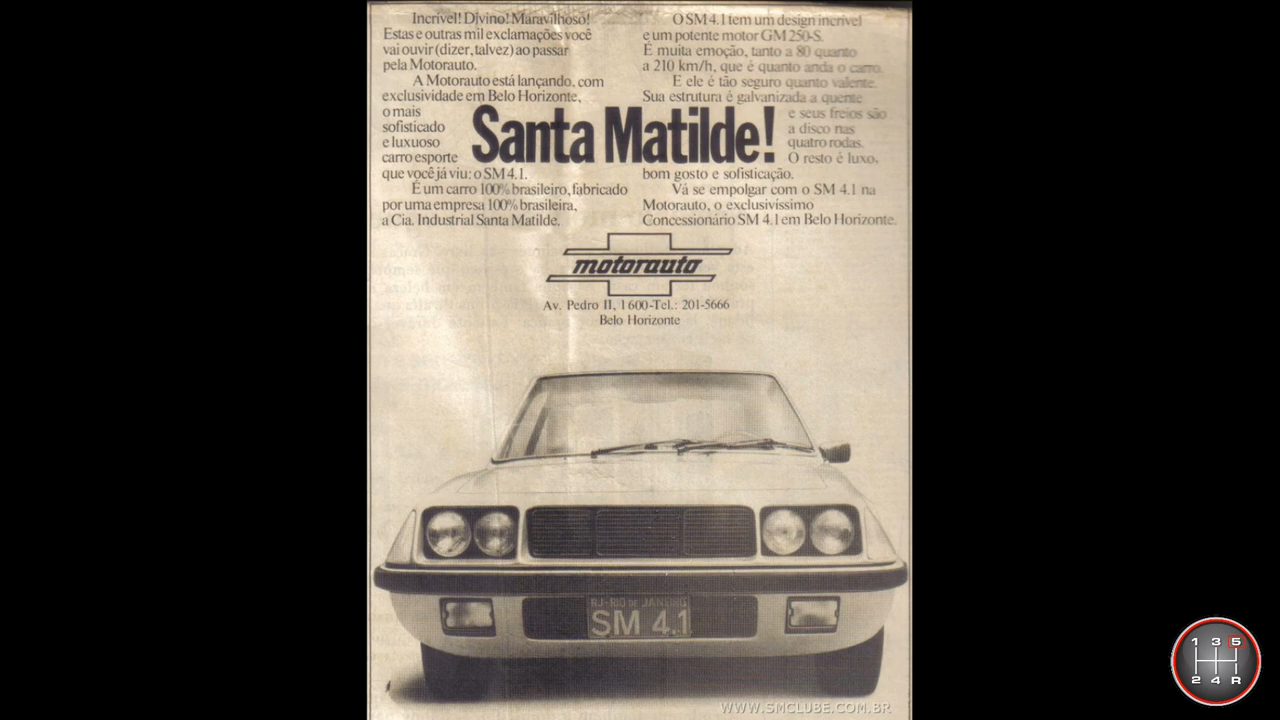 Incrível! Divino! Maravilhoso!
Estas e outras mil exclamações você
vai ouvir (dizer, talvez) ao passar
pela Motorauto.
A Motorauto está lançando, com
exclusividade em Belo Horizonte,
o mais
sofisticado
e luxuoso
carro esporte
que você já viu: o SM 4.1.
É um carro 100% brasileiro, fabricado
por uma empresa 100% brasileira,
a Cia. Industrial Santa Matilde.
Santa Matilde!
O SM 4.1 tem um design incrível
e um potente motor GM 250-S.
É muita emoção, tanto a 80 quanto
a 210 km/h, que é quanto anda o carro.
E ele é tão seguro quanto valente.
Sua estrutura é galvanizada a quente
e seus freios são
a disco nas
quatro rodas.
O resto é luxo,
bom gosto e sofisticação.
Vá se empolgar com o SM 4.1 na
Motorauto, o exclusivíssimo
Concessionário SM 4.1 em Belo Horizonte.
motorauto
Av. Pedro II, 1600-Tel.: 201-5666
Belo Horizonte
RJ-RIO DE JANEIRO
SM 4.1
WWW.SMCLUBE.COM.BR
1 3 5
2 4 R